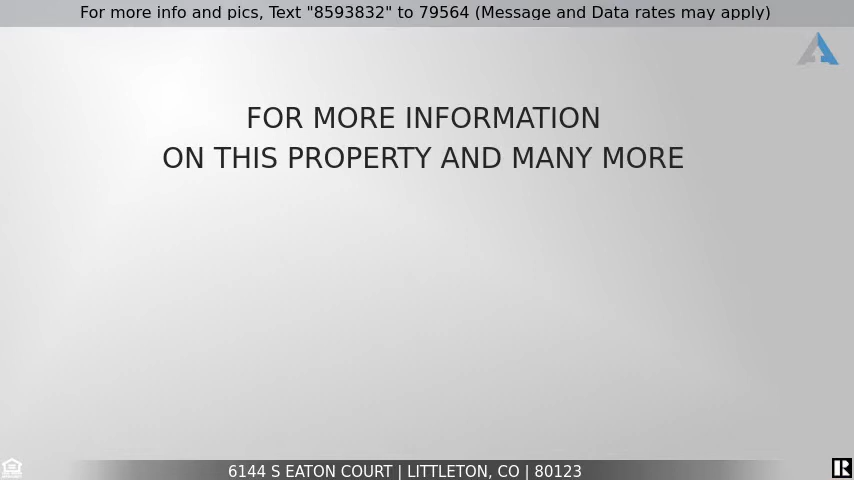 For more info and pics, Text "8593832" to 79564 (Message and Data rates may apply)
FOR MORE INFORMATION
ON THIS PROPERTY AND MANY MORE
6144 S EATON COURT | LITTLETON, CO | 80123